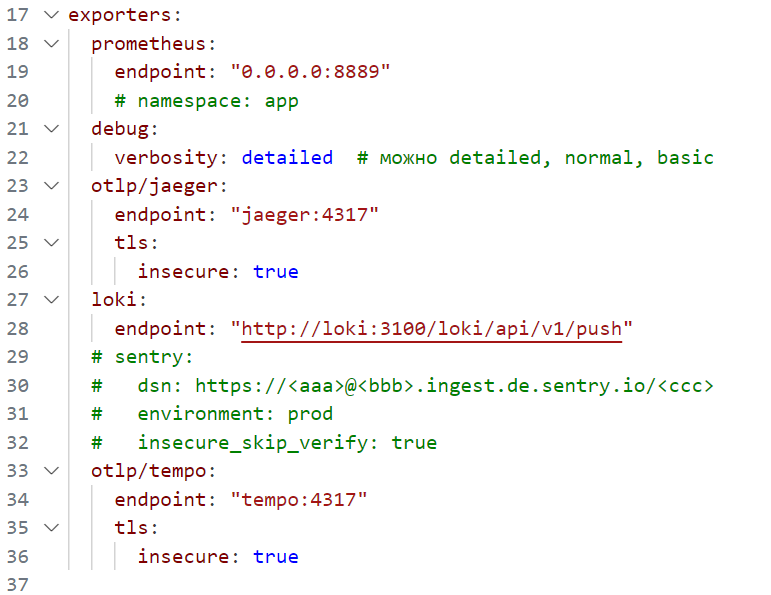 17 exporters:
18 prometheus:
19 endpoint: "0.0.0.0:8889"
20 # namespace: app
21 debug:
22 verbosity: detailed  # можно detailed, normal, basic
23 otlp/jaeger:
24 endpoint: "jaeger:4317"
25 tls:
26 insecure: true
27 loki:
28 endpoint: "http://loki:3100/loki/api/v1/push"
29 # sentry:
30 #   dsn: https://<aaa>@<bbb>.ingest.de.sentry.io/<ccc>
31 #   environment: prod
32 #   insecure_skip_verify: true
33 otlp/tempo:
34 endpoint: "tempo:4317"
35 tls:
36 insecure: true
37